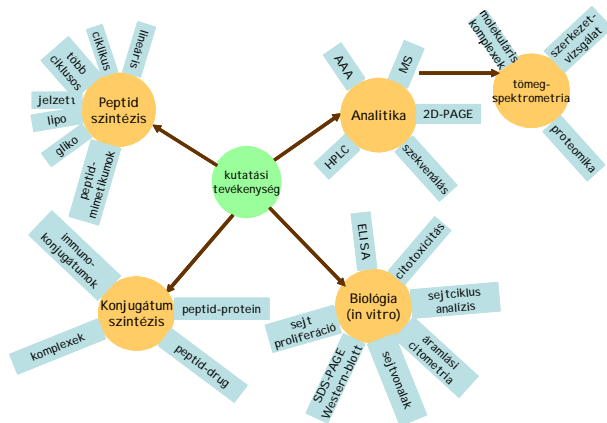 lineáris
ciklikus
több
ciklusos
jelzett
lipo
gliko
peptid-
mimetikumok
Peptid
szintézis
kutatási
tevékenység
AAA
MS
Analitika
2D-PAGE
HPLC
szekvenálás
molekuláris
komplexek
szerkezet-
vizsgálat
tömeg-
spektrometria
proteomika
immuno-
konjugátumok
Konjugátum
szintézis
peptid-protein
komplexek
peptid-drug
ELISA
citotoxicitás
Biológia
(in vitro)
sejtciklus
analízis
sejt
proliferáció
áramlási
citometria
SDS-PAGE
Western-blott
sejtvonalak